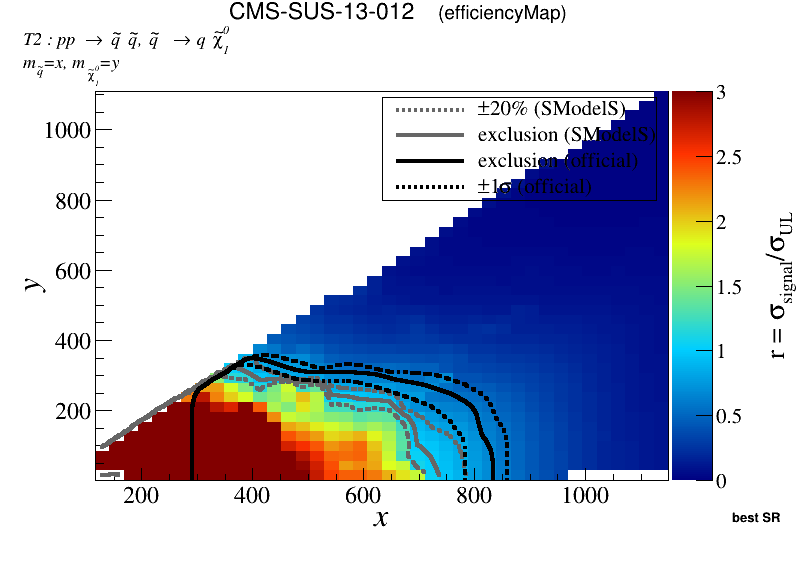 CMS-SUS-13-012 (efficiencyMap)
T2 : pp → q̃ q̃, q̃ → q χ̃₁⁰
m_q̃=x, m_χ̃₁⁰=y
±20% (SModelS)
exclusion (SModelS)
exclusion (official)
±1σ (official)
1000
800
600
400
200
y
200 400 600 800 1000
x
3
2.5
2
1.5
1
0.5
0
r = σ_signal/σ_UL
best SR